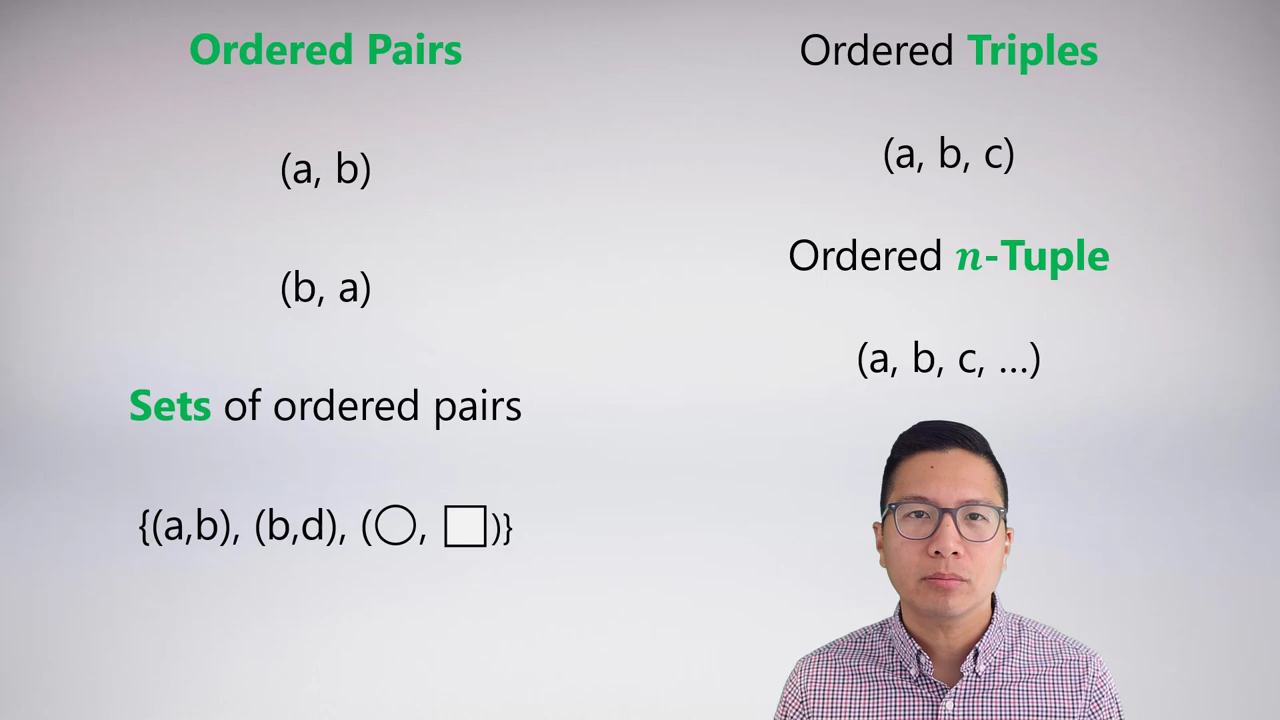 Ordered Pairs
(a, b)
(b, a)
Sets of ordered pairs
{(a,b), (b,d), (○, □)}
Ordered Triples
(a, b, c)
Ordered n-Tuple
(a, b, c, ...)